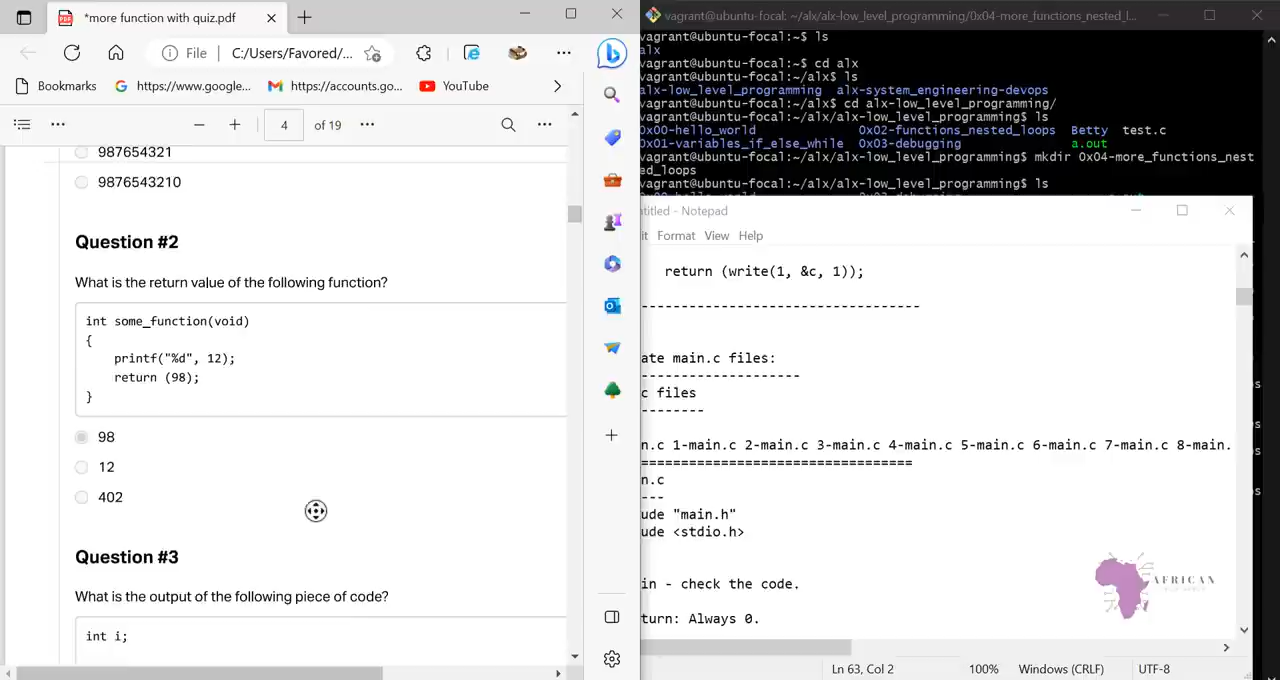 *more function with quiz.pdf
File
C:/Users/Favored/...
Bookmarks
https://www.google...
https://accounts.go...
YouTube
4
of 19
987654321
9876543210
Question #2
What is the return value of the following function?
int some_function(void)
{
printf("%d", 12);
return (98);
}
98
12
402
Question #3
What is the output of the following piece of code?
int i;
vagrant@ubuntu-focal: ~/alx/alx-low_level_programming/0x04-more_functions_nested_l...
vagrant@ubuntu-focal:~$ ls
alx
vagrant@ubuntu-focal:~$ cd alx
vagrant@ubuntu-focal:~/alx$ ls
alx-low_level_programming alx-system_engineering-devops
vagrant@ubuntu-focal:~/alx$ cd alx-low_level_programming/
vagrant@ubuntu-focal:~/alx/alx-low_level_programming$ ls
0x00-hello_world 0x02-functions_nested_loops Betty test.c
0x01-variables_if_else_while 0x03-debugging a.out
vagrant@ubuntu-focal:~/alx/alx-low_level_programming$ mkdir 0x04-more_functions_nest
ed_loops
vagrant@ubuntu-focal:~/alx/alx-low_level_programming$ ls
ntitled - Notepad
it Format View Help
return (write(1, &c, 1));
----------------------------------
ate main.c files:
--------------------
c files
--------
n.c 1-main.c 2-main.c 3-main.c 4-main.c 5-main.c 6-main.c 7-main.c 8-main.
=================================
n.c
---
ude "main.h"
ude <stdio.h>
in - check the code.
turn: Always 0.
AFRICAN
Ln 63, Col 2
100%
Windows (CRLF)
UTF-8